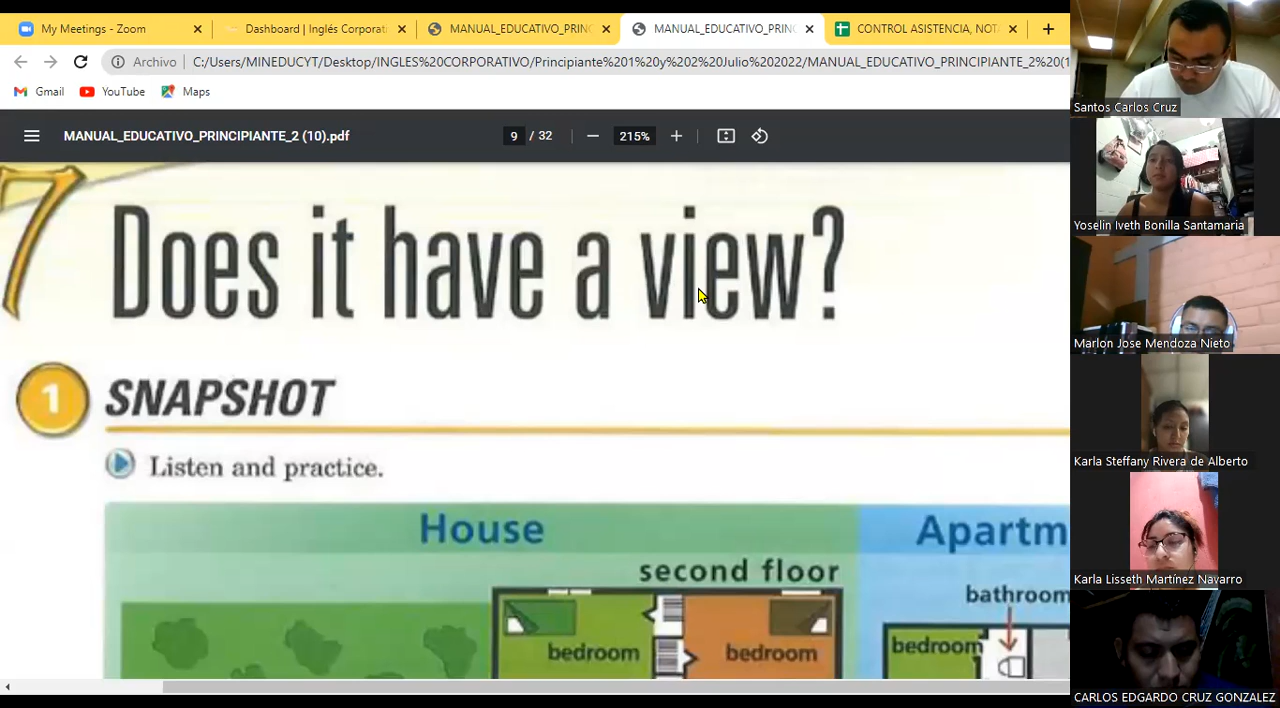 My Meetings - Zoom
Dashboard | Inglés Corporati
MANUAL_EDUCATIVO_PRINC
MANUAL_EDUCATIVO_PRINC
CONTROL ASISTENCIA, NOT
Archivo
C:/Users/MINEDUCYT/Desktop/INGLES%20CORPORATIVO/Principiante%201%20y%202%20Julio%202022/MANUAL_EDUCATIVO_PRINCIPIANTE_2%20(1
Gmail
YouTube
Maps
MANUAL_EDUCATIVO_PRINCIPIANTE_2 (10).pdf
9 / 32
215%
7
Does it have a view?
1
SNAPSHOT
Listen and practice.
House
Apartm
second floor
bathroom
bedroom
bedroom
bedroom
Santos Carlos Cruz
Yoselin Iveth Bonilla Santamaria
Marlon Jose Mendoza Nieto
Karla Steffany Rivera de Alberto
Karla Lisseth Martínez Navarro
CARLOS EDGARDO CRUZ GONZALEZ